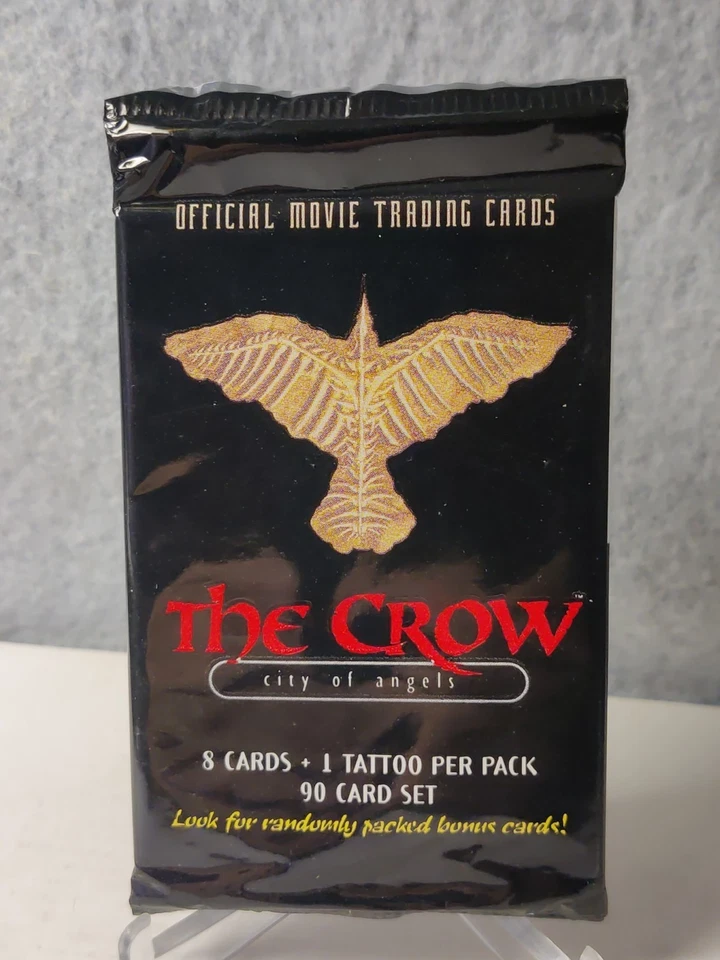 OFFICIAL MOVIE TRADING CARDS
THE CROW™
city of angels
8 CARDS + 1 TATTOO PER PACK
90 CARD SET
Look for randomly packed bonus cards!